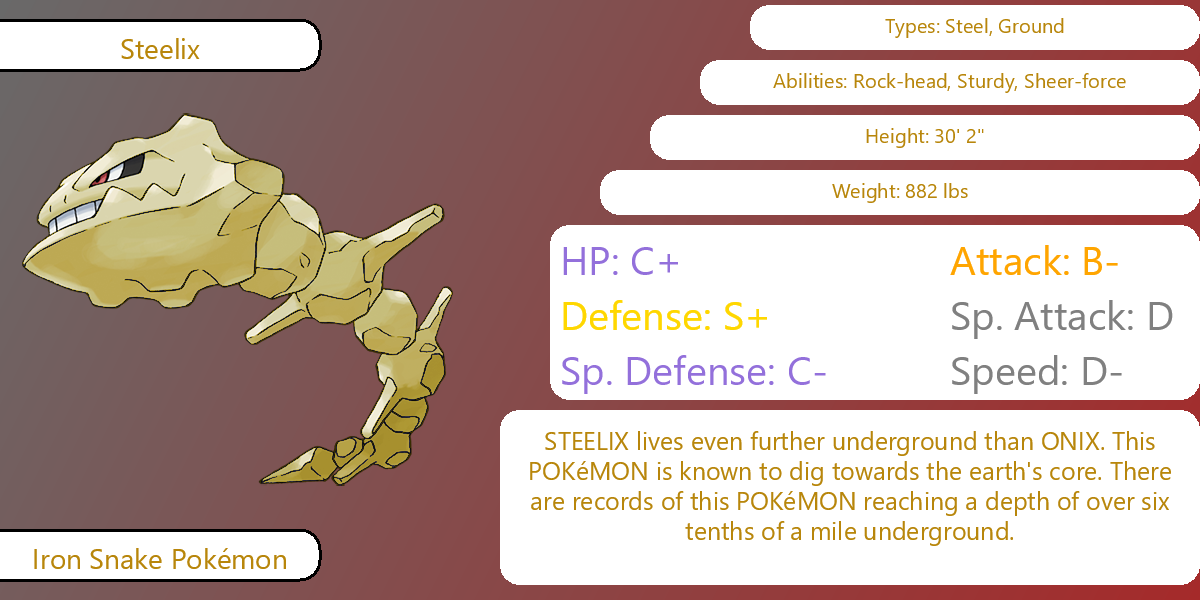 Steelix
Types: Steel, Ground
Abilities: Rock-head, Sturdy, Sheer-force
Height: 30' 2"
Weight: 882 lbs
HP: C+
Attack: B-
Defense: S+
Sp. Attack: D
Sp. Defense: C-
Speed: D-
STEELIX lives even further underground than ONIX. This
POKéMON is known to dig towards the earth's core. There
are records of this POKéMON reaching a depth of over six
tenths of a mile underground.
Iron Snake Pokémon